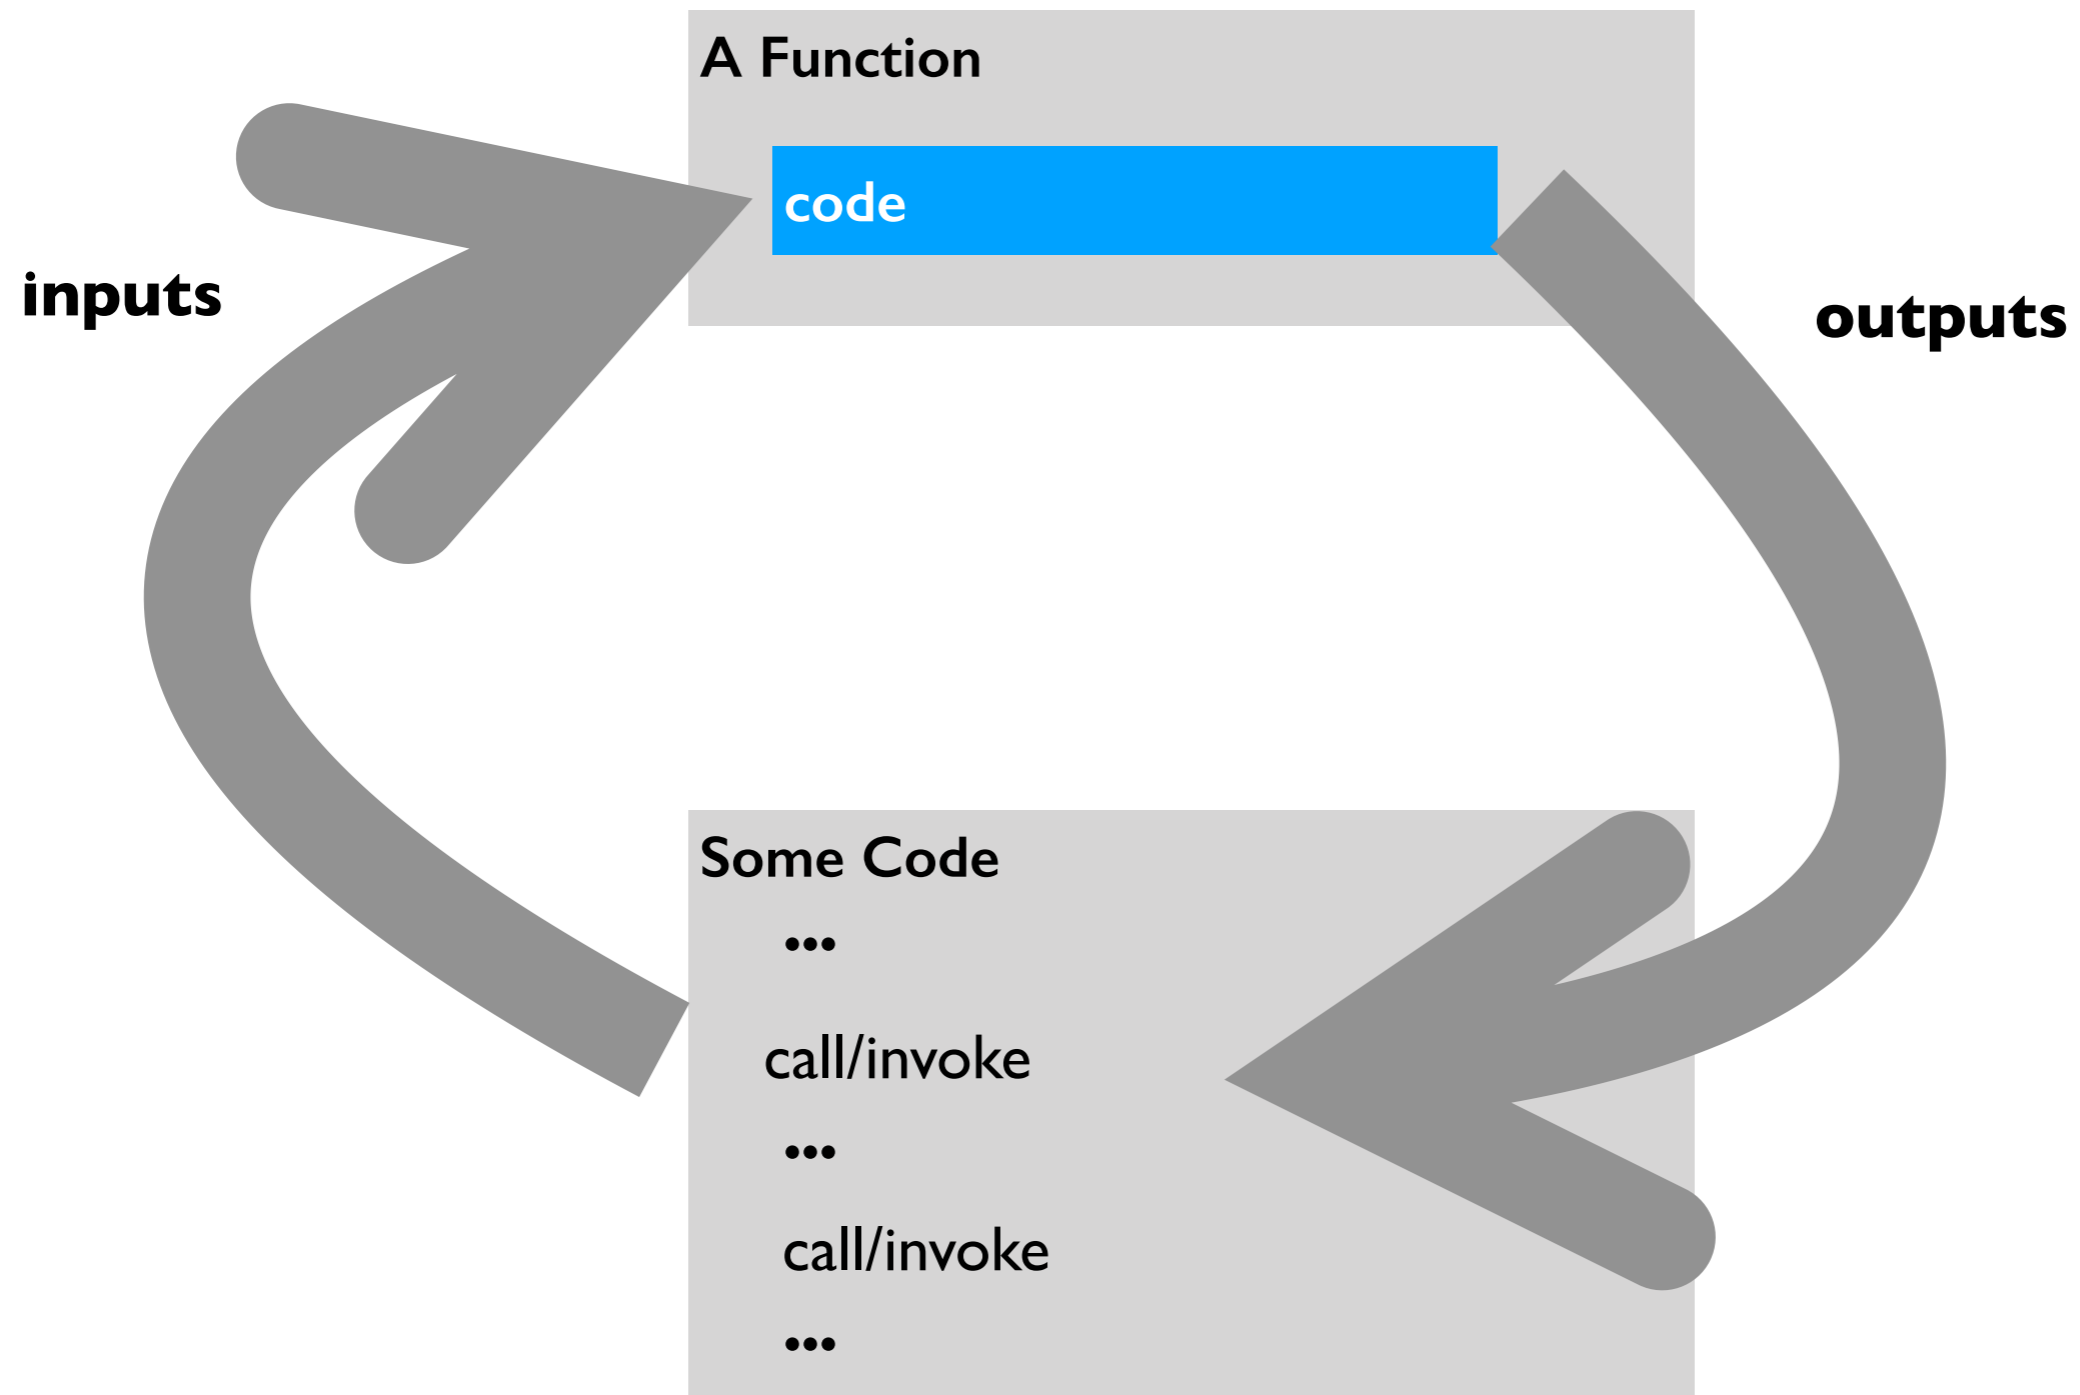 A Function
code
inputs
outputs
Some Code
...
call/invoke
...
call/invoke
...